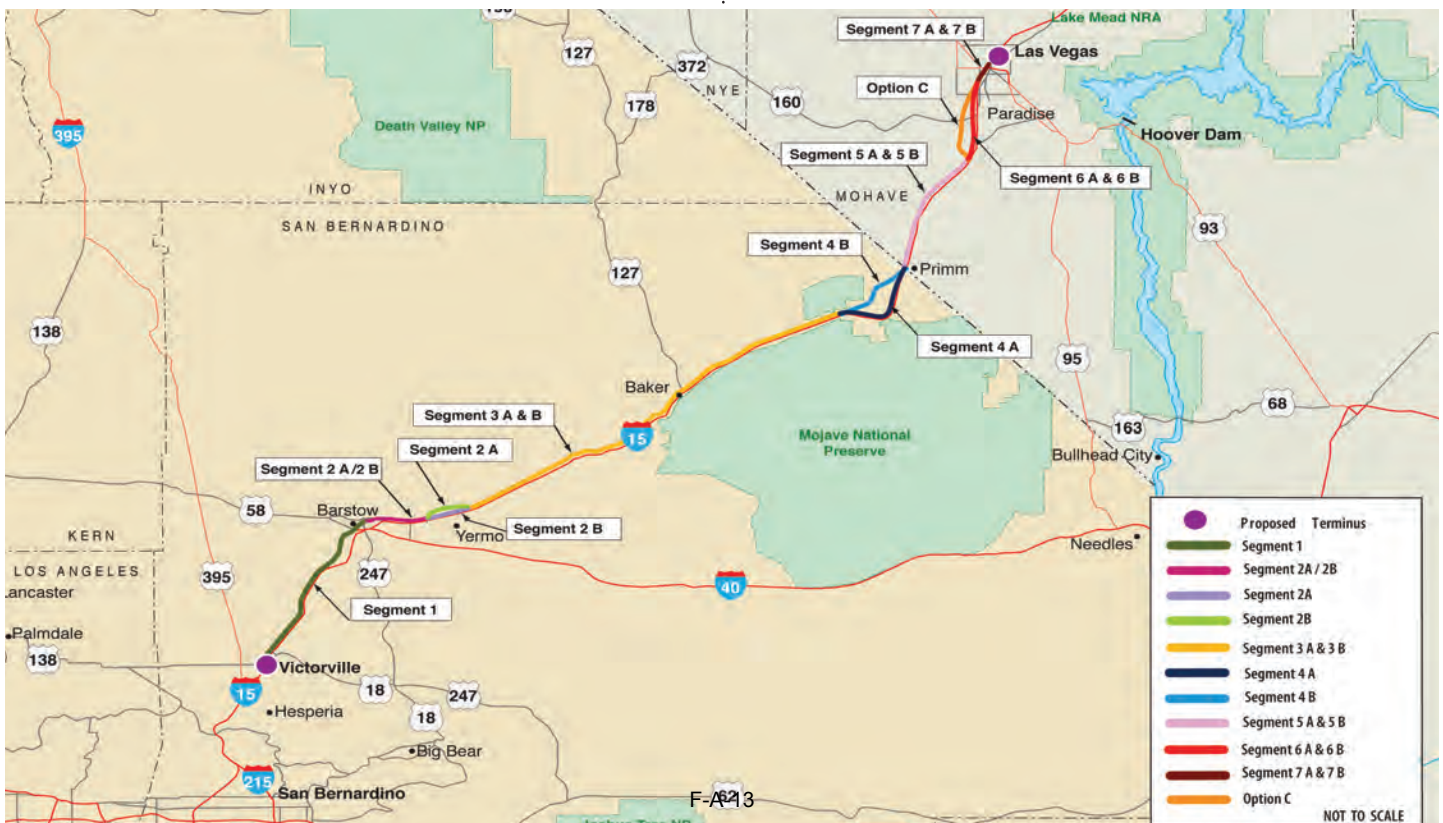 127
372
NYE
160
178
395
Death Valley NP
INYO
SAN BERNARDINO
Segment 7 A & 7 B
Lake Mead NRA
Las Vegas
Option C
Paradise
Hoover Dam
Segment 5 A & 5 B
Segment 6 A & 6 B
MOHAVE
93
Segment 4 B
127
Primm
138
Segment 4 A
95
Baker
Segment 3 A & B
15
68
163
Mojave National
Preserve
Bullhead City
Segment 2 A
Segment 2 A /2 B
58
Barstow
Yermo
Segment 2 B
KERN
LOS ANGELES
Needles
395
247
40
Lancaster
Segment 1
Palmdale
138
Victorville
15
18
247
Hesperia
18
Big Bear
215
San Bernardino
62
F-A-13
Proposed Terminus
Segment 1
Segment 2A / 2B
Segment 2A
Segment 2B
Segment 3 A & 3 B
Segment 4 A
Segment 4 B
Segment 5 A & 5 B
Segment 6 A & 6 B
Segment 7 A & 7 B
Option C
NOT TO SCALE